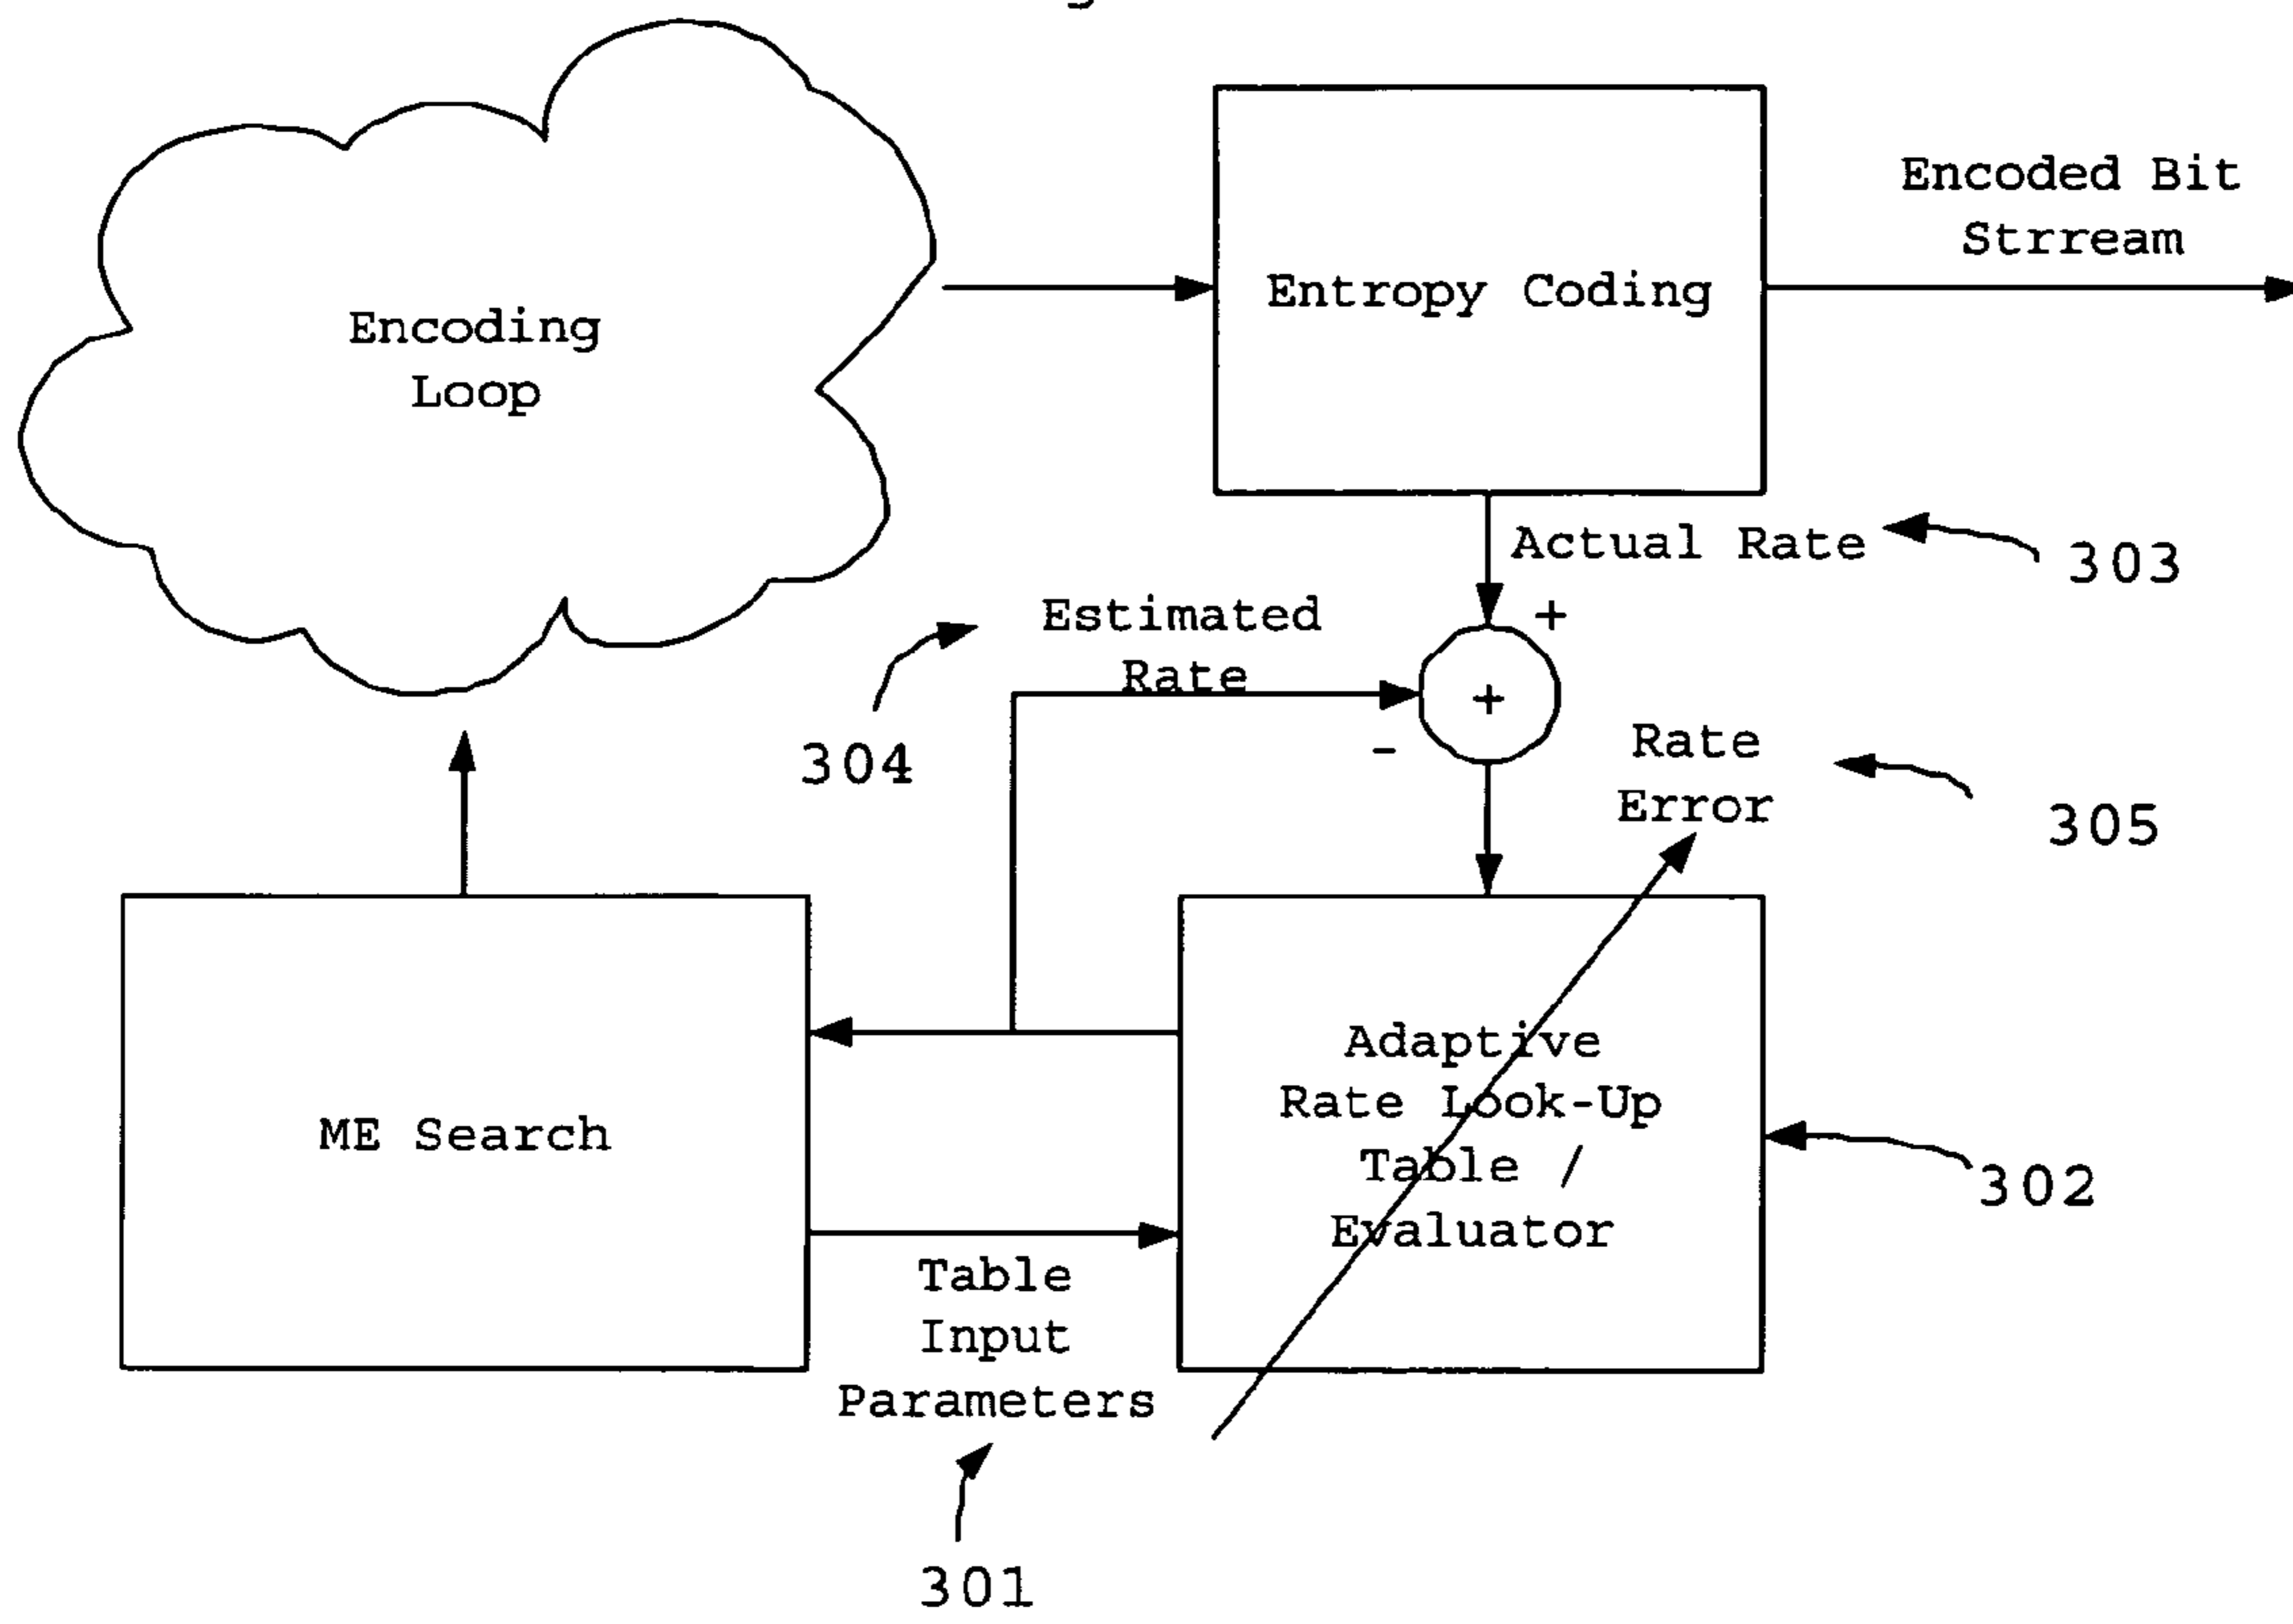 Encoding
Loop
Entropy Coding
Encoded Bit
Strream
Actual Rate
303
Estimated
Rate
304
+
+
-
Rate
Error
305
ME Search
Adaptive
Rate Look-Up
Table /
Evaluator
302
Table
Input
Parameters
301